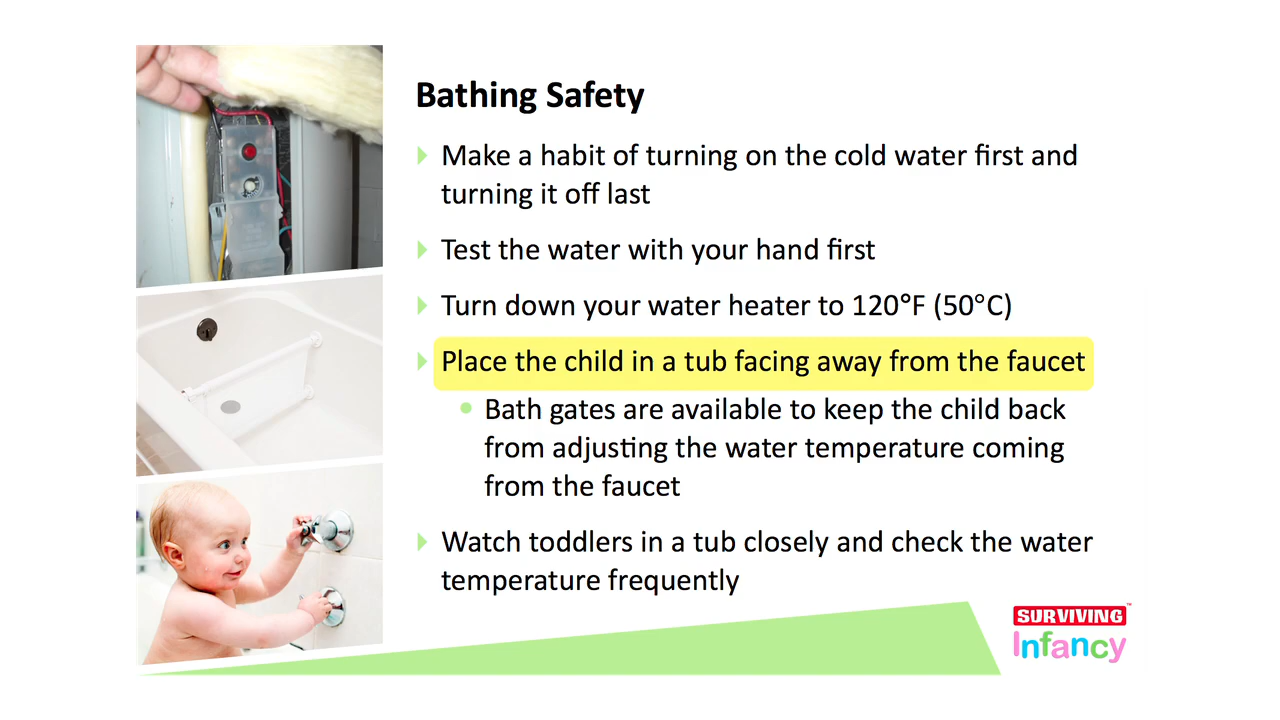 Bathing Safety
Make a habit of turning on the cold water first and
turning it off last
Test the water with your hand first
Turn down your water heater to 120°F (50°C)
Place the child in a tub facing away from the faucet
Bath gates are available to keep the child back
from adjusting the water temperature coming
from the faucet
Watch toddlers in a tub closely and check the water
temperature frequently
SURVIVING™
Infancy